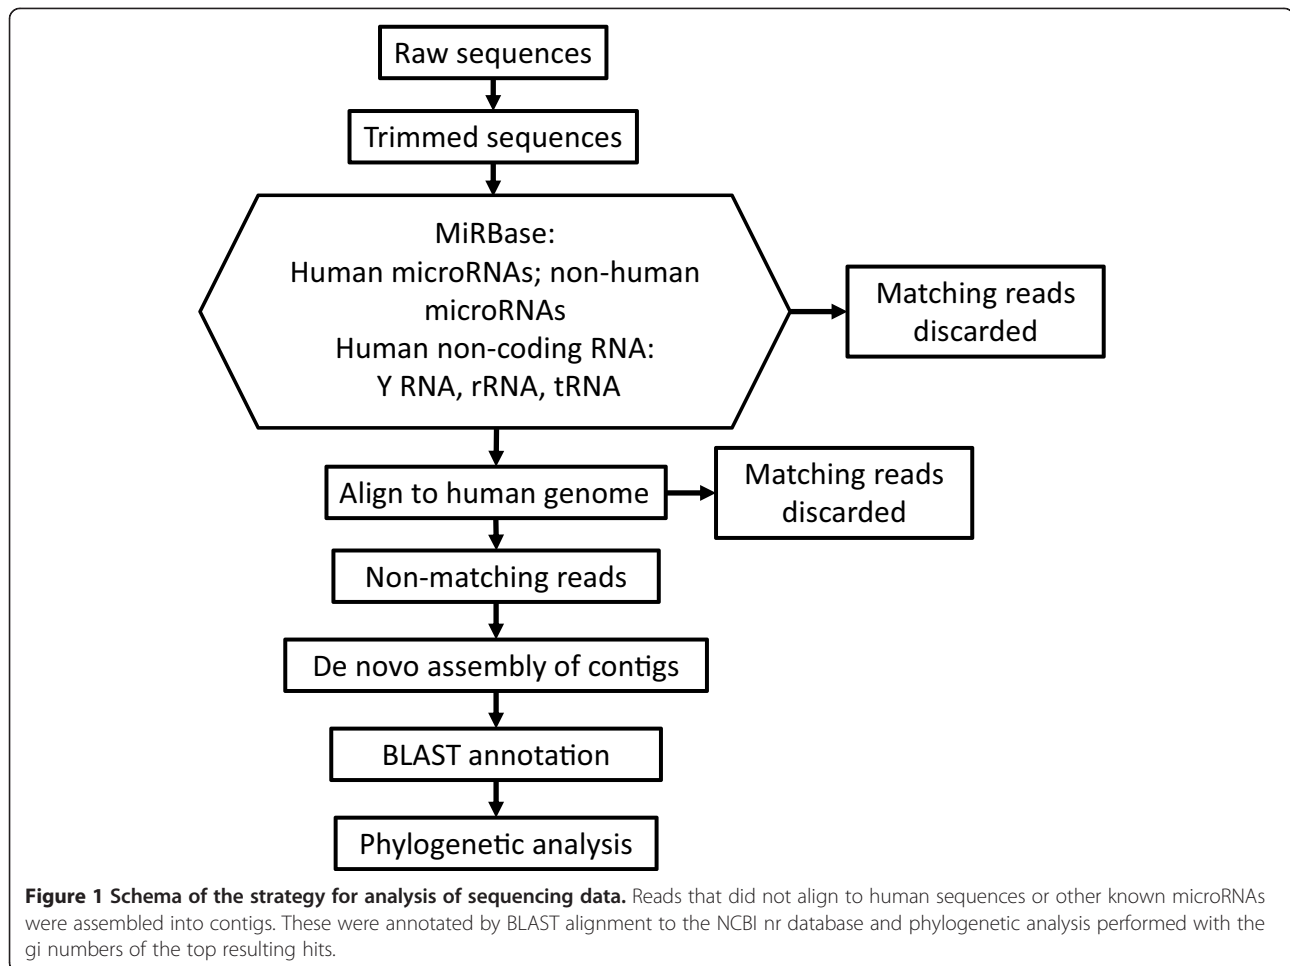 Raw sequences
Trimmed sequences
MiRBase:
Human microRNAs; non-human
microRNAs
Human non-coding RNA:
Y RNA, rRNA, tRNA
Matching reads
discarded
Align to human genome
Matching reads
discarded
Non-matching reads
De novo assembly of contigs
BLAST annotation
Phylogenetic analysis
Figure 1 Schema of the strategy for analysis of sequencing data. Reads that did not align to human sequences or other known microRNAs
were assembled into contigs. These were annotated by BLAST alignment to the NCBI nr database and phylogenetic analysis performed with the
gi numbers of the top resulting hits.